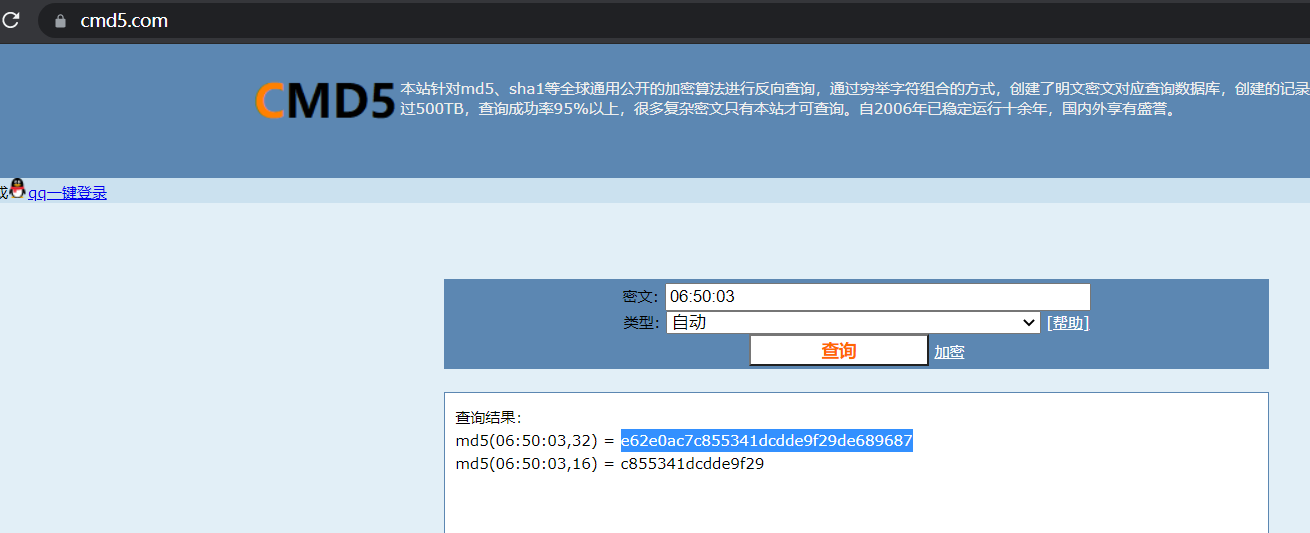 cmd5.com
CMD5
本站针对md5、sha1等全球通用公开的加密算法进行反向查询，通过穷举字符组合的方式，创建了明文密文对应查询数据库，创建的记录
过500TB，查询成功率95%以上，很多复杂密文只有本站才可查询。自2006年已稳定运行十余年，国内外享有盛誉。
qq一键登录
密文: 06:50:03
类型: 自动 [帮助]
查询 加密
查询结果:
md5(06:50:03,32) = e62e0ac7c855341dcdde9f29de689687
md5(06:50:03,16) = c855341dcdde9f29